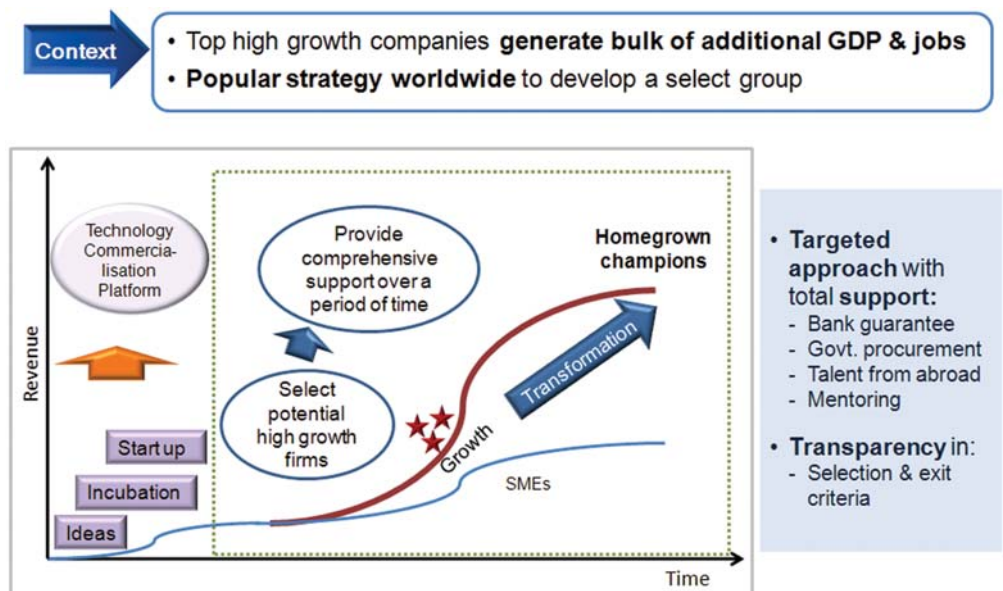 Context
• Top high growth companies generate bulk of additional GDP & jobs
• Popular strategy worldwide to develop a select group
Revenue
Technology
Commercia-
lisation
Platform
Start up
Incubation
Ideas
Provide
comprehensive
support over a
period of time
Select
potential
high growth
firms
Homegrown
champions
Transformation
Growth
SMEs
Time
• Targeted
approach with
total support:
- Bank guarantee
- Govt. procurement
- Talent from abroad
- Mentoring
• Transparency in:
- Selection & exit
criteria